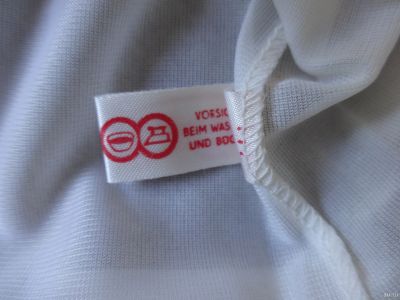 VORSIC
BEIM WAS
UND BÜG